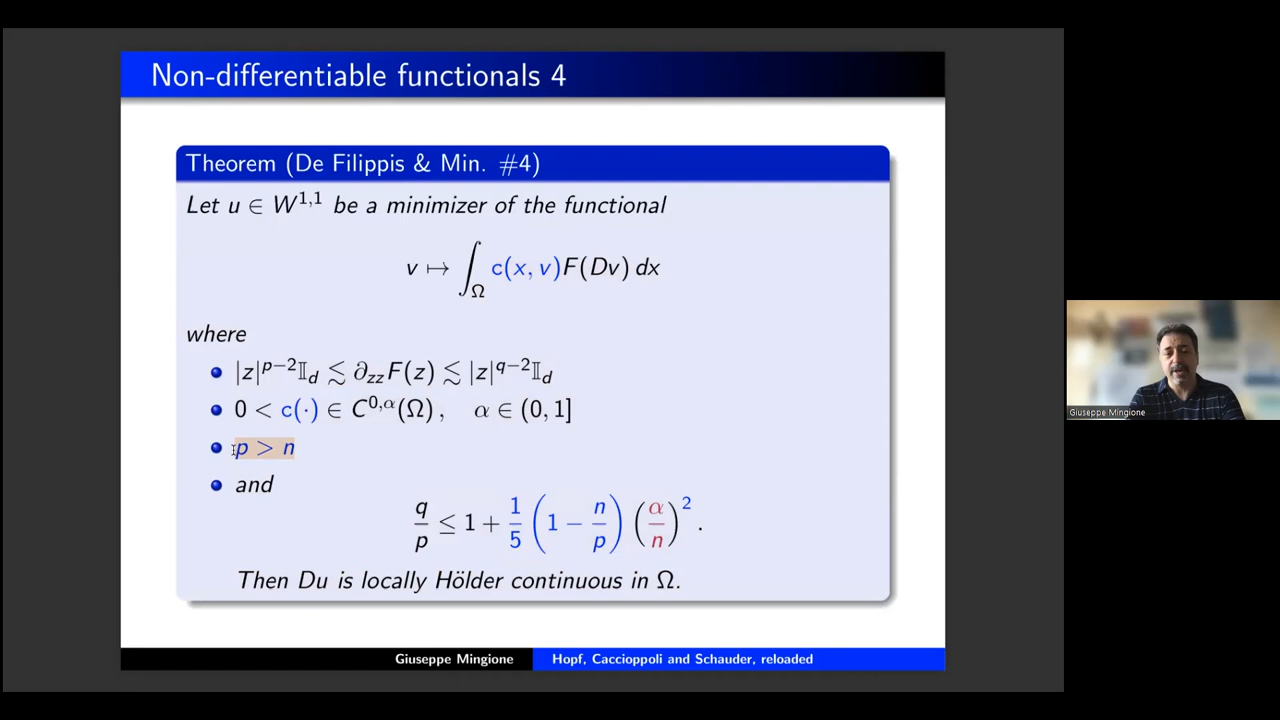 Non-differentiable functionals 4
Theorem (De Filippis & Min. #4)
Let u ∈ W^{1,1} be a minimizer of the functional
v ↦ ∫_Ω c(x, v)F(Dv) dx
where
|z|^{p−2}𝕀_d ≲ ∂_{zz}F(z) ≲ |z|^{q−2}𝕀_d
0 < c(·) ∈ C^{0,α}(Ω) , α ∈ (0, 1]
p > n
and
q/p ≤ 1 + 1/5 (1 − n/p) (α/n)^2 .
Then Du is locally Hölder continuous in Ω.
Giuseppe Mingione
Hopf, Caccioppoli and Schauder, reloaded
Giuseppe Mingione